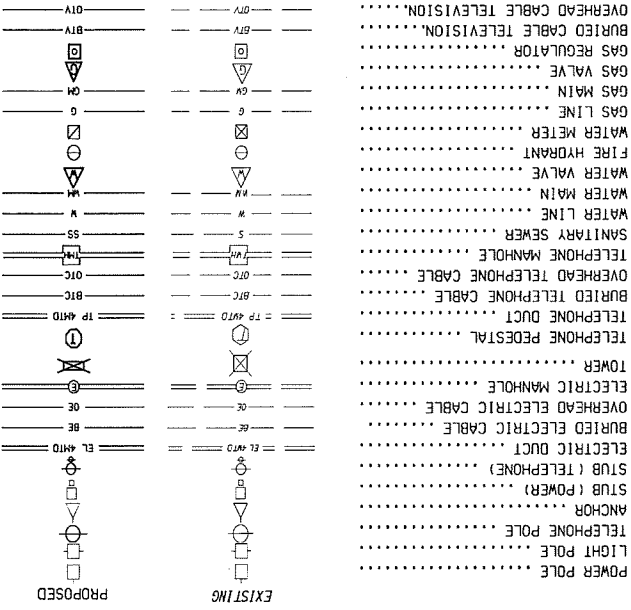 EXISTING PROPOSED
POWER POLE ..........................
LIGHT POLE ..........................
TELEPHONE POLE ..................
ANCHOR ..........................
STUB (POWER) ......................
STUB (TELEPHONE) ..................
ELECTRIC DUCT ..................... EL 4MTD EL 4MTD
BURIED ELECTRIC CABLE ......... BE BE
OVERHEAD ELECTRIC CABLE ....... OE OE
ELECTRIC MANHOLE ................ E E
TOWER ............................
TELEPHONE PEDESTAL ............. T T
TELEPHONE DUCT .................. TP 4MTD TP 4MTD
BURIED TELEPHONE CABLE ........ BTC BTC
OVERHEAD TELEPHONE CABLE ...... OTC OTC
TELEPHONE MANHOLE .............. TMH TMH
SANITARY SEWER .................. S SS
WATER LINE ........................ W W
WATER MAIN ........................ WM WM
WATER VALVE ...................... W W
FIRE HYDRANT .....................
WATER METER ......................
GAS LINE .......................... G G
GAS MAIN .......................... GM GM
GAS VALVE ........................ G G
GAS REGULATOR ...................
BURIED CABLE TELEVISION....... BTV BTV
OVERHEAD CABLE TELEVISION...... OTV OTV